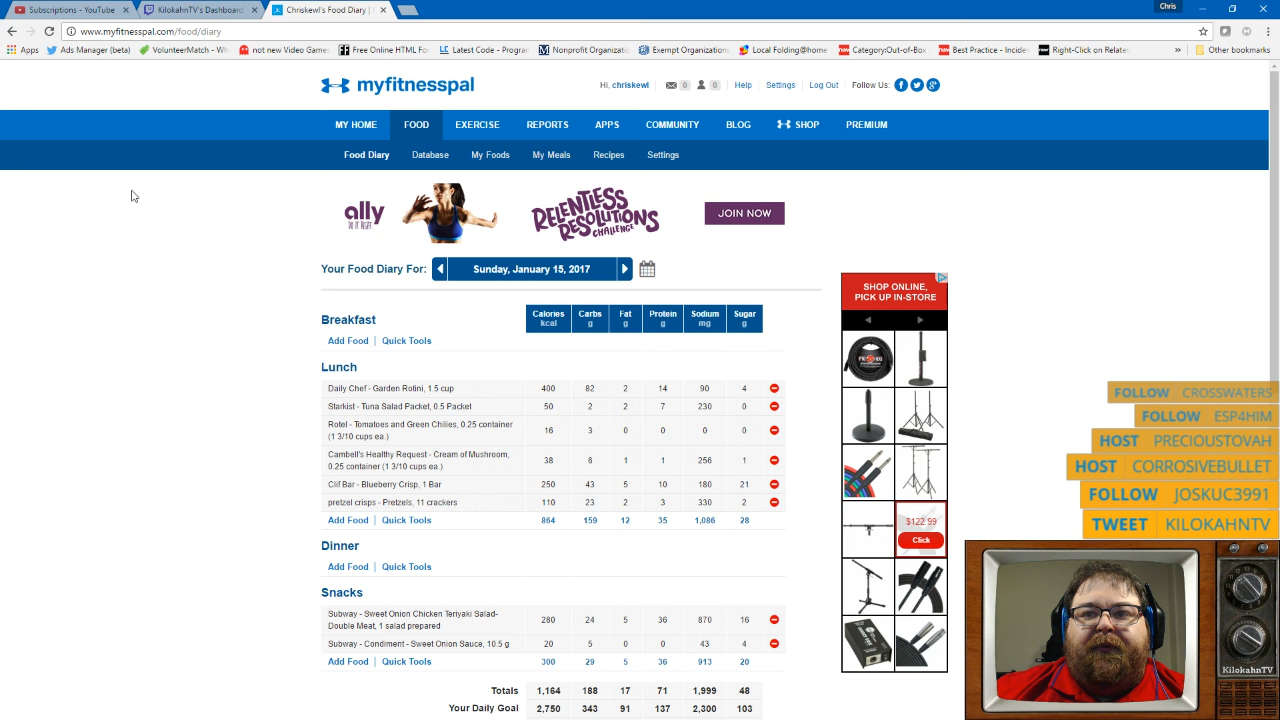 Chris
Subscriptions - YouTube
KilokahnTV's Dashboard
Chriskewl's Food Diary |
www.myfitnesspal.com/food/diary
Apps
Ads Manager (beta)
VolunteerMatch - Wh
not new Video Games
Free Online HTML Fo
Latest Code - Progra
Nonprofit Organizatio
Exempt Organizations
Local Folding@home
CategoryOut-of-Box
Best Practice - Incide
Right-Click on Relate
»
Other bookmarks
myfitnesspal
Hi, chriskewl
0
0
Help
Settings
Log Out
Follow Us:
MY HOME FOOD EXERCISE REPORTS APPS COMMUNITY BLOG SHOP PREMIUM
Food Diary Database My Foods My Meals Recipes Settings
ally
DO IT RIGHT.
RELENTLESS
RESOLUTIONS
CHALLENGE
JOIN NOW
Your Food Diary For: Sunday, January 15, 2017
Calories Carbs Fat Protein Sodium Sugar
kcal g g g mg g
Breakfast
Add Food | Quick Tools
Lunch
Daily Chef - Garden Rotini, 1.5 cup 400 82 2 14 90 4
Starkist - Tuna Salad Packet, 0.5 Packet 50 2 2 7 230 0
Rotel - Tomatoes and Green Chilies, 0.25 container
(1 3/10 cups ea.) 16 3 0 0 0 0
Cambell's Healthy Request - Cream of Mushroom,
0.25 container (1 3/10 cups ea.) 38 6 1 1 256 1
Clif Bar - Blueberry Crisp, 1 Bar 250 43 5 10 180 21
pretzel crisps - Pretzels, 11 crackers 110 23 2 3 330 2
Add Food | Quick Tools 864 159 12 35 1,086 28
Dinner
Add Food | Quick Tools
Snacks
Subway - Sweet Onion Chicken Teriyaki Salad-
Double Meat, 1 salad prepared 280 24 5 36 870 16
Subway - Condiment - Sweet Onion Sauce, 10.5 g 20 5 0 0 43 4
Add Food | Quick Tools 300 29 5 36 913 20
Totals 1,164 188 17 71 1,999 48
Your Daily Goal 2,750 343 91 137 2,300 103
SHOP ONLINE,
PICK UP IN-STORE
$122.99
Click
FOLLOW CROSSWATERS
FOLLOW ESP4HIM
HOST PRECIOUSTOVAH
HOST CORROSIVEBULLET
FOLLOW JOSKUC3991
TWEET KILOKAHNTV
KilokahnTV